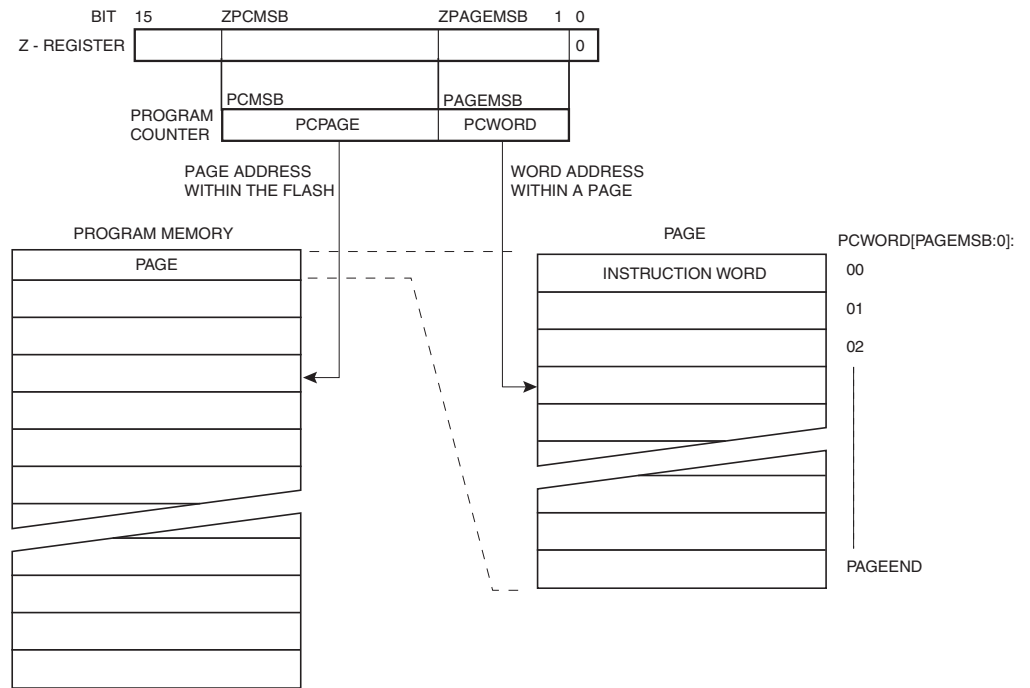 BIT 15 ZPCMSB ZPAGEMSB 1 0
Z - REGISTER 0
PCMSB PAGEMSB
PROGRAM
COUNTER
PCPAGE PCWORD
PAGE ADDRESS
WITHIN THE FLASH
WORD ADDRESS
WITHIN A PAGE
PROGRAM MEMORY
PAGE
PAGE
PCWORD[PAGEMSB:0]:
INSTRUCTION WORD
00
01
02
PAGEEND